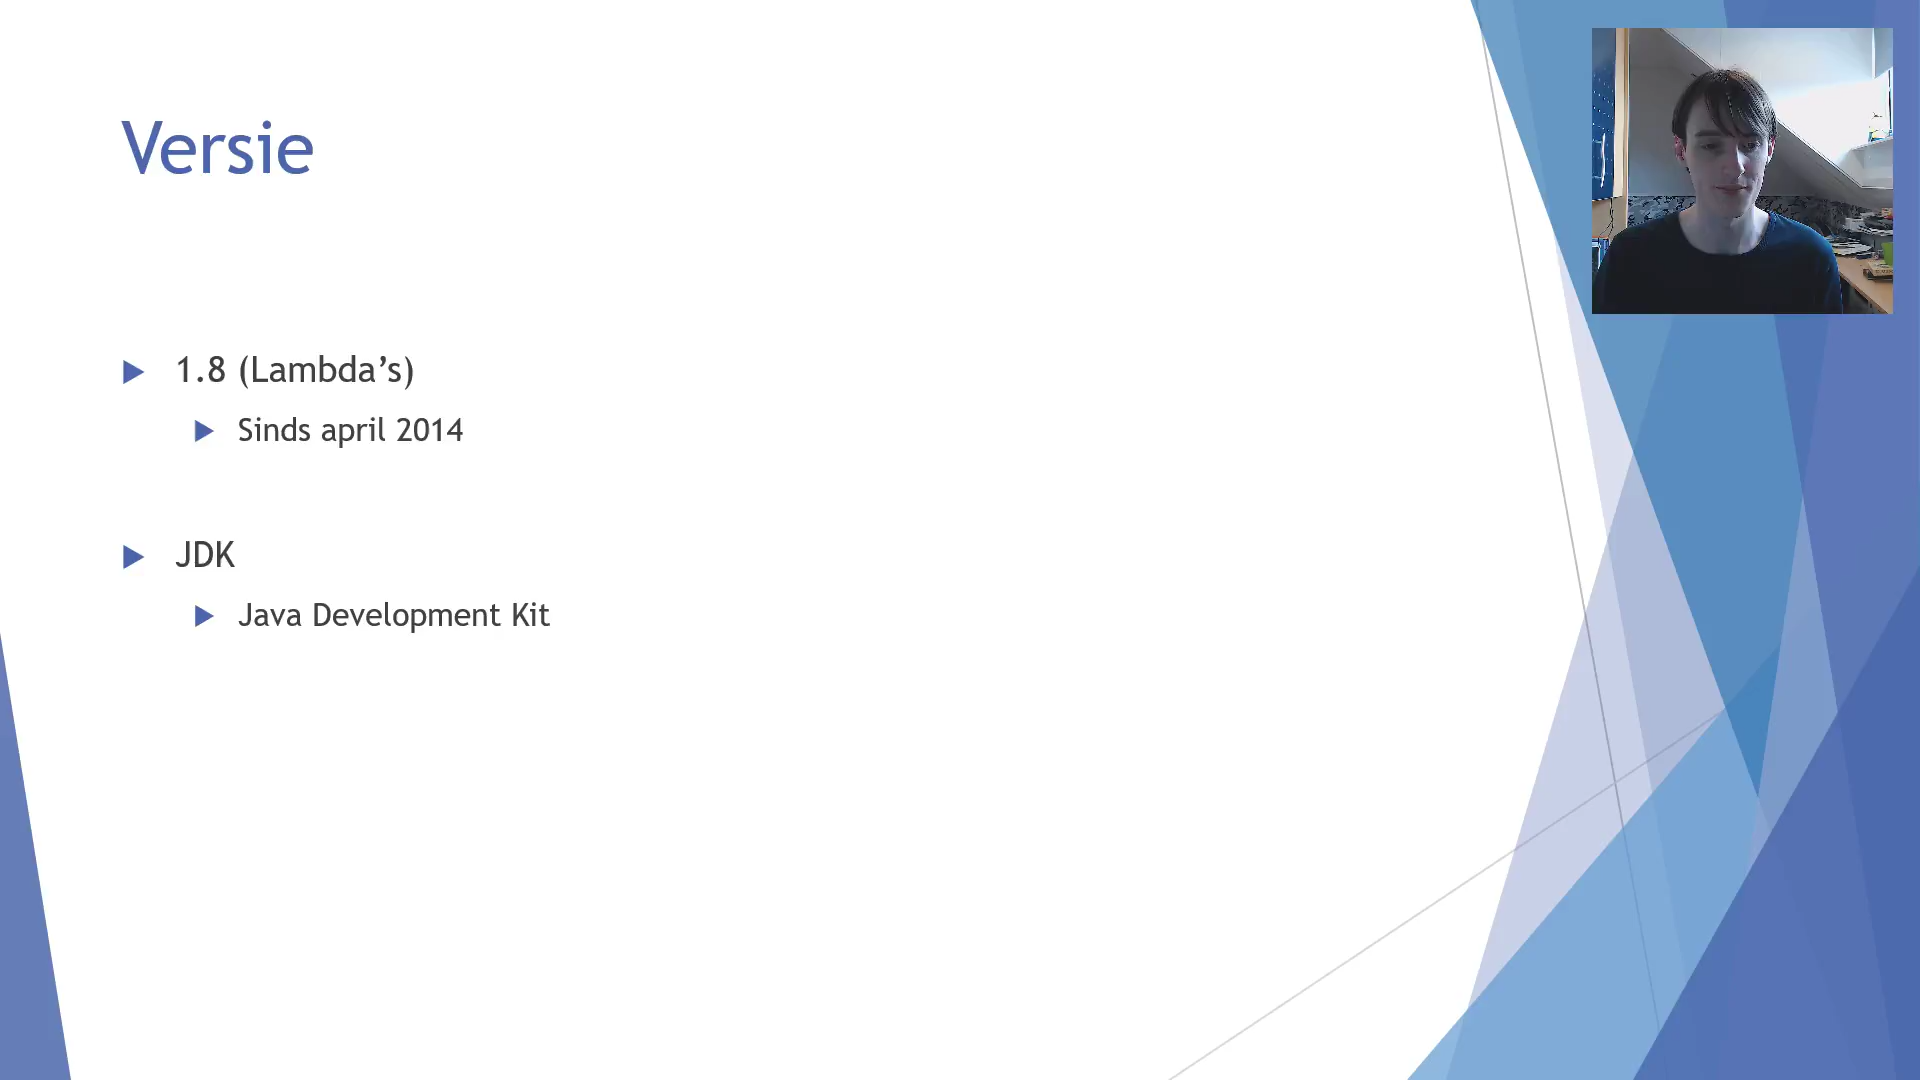 Versie
1.8 (Lambda’s)
Sinds april 2014
JDK
Java Development Kit